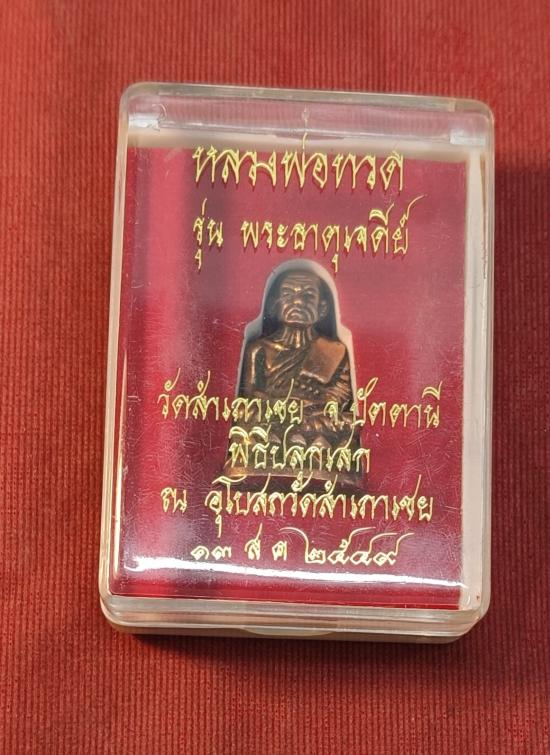 หลวงพ่อทวด
รุ่น พระธาตุเจดีย์
วัดสำเภาเชย จ.ปัตตานี
พิธีปลุกเสก
ณ อุโบสถวัดสำเภาเชย
๑๓ ส ค ๒๕๔๙